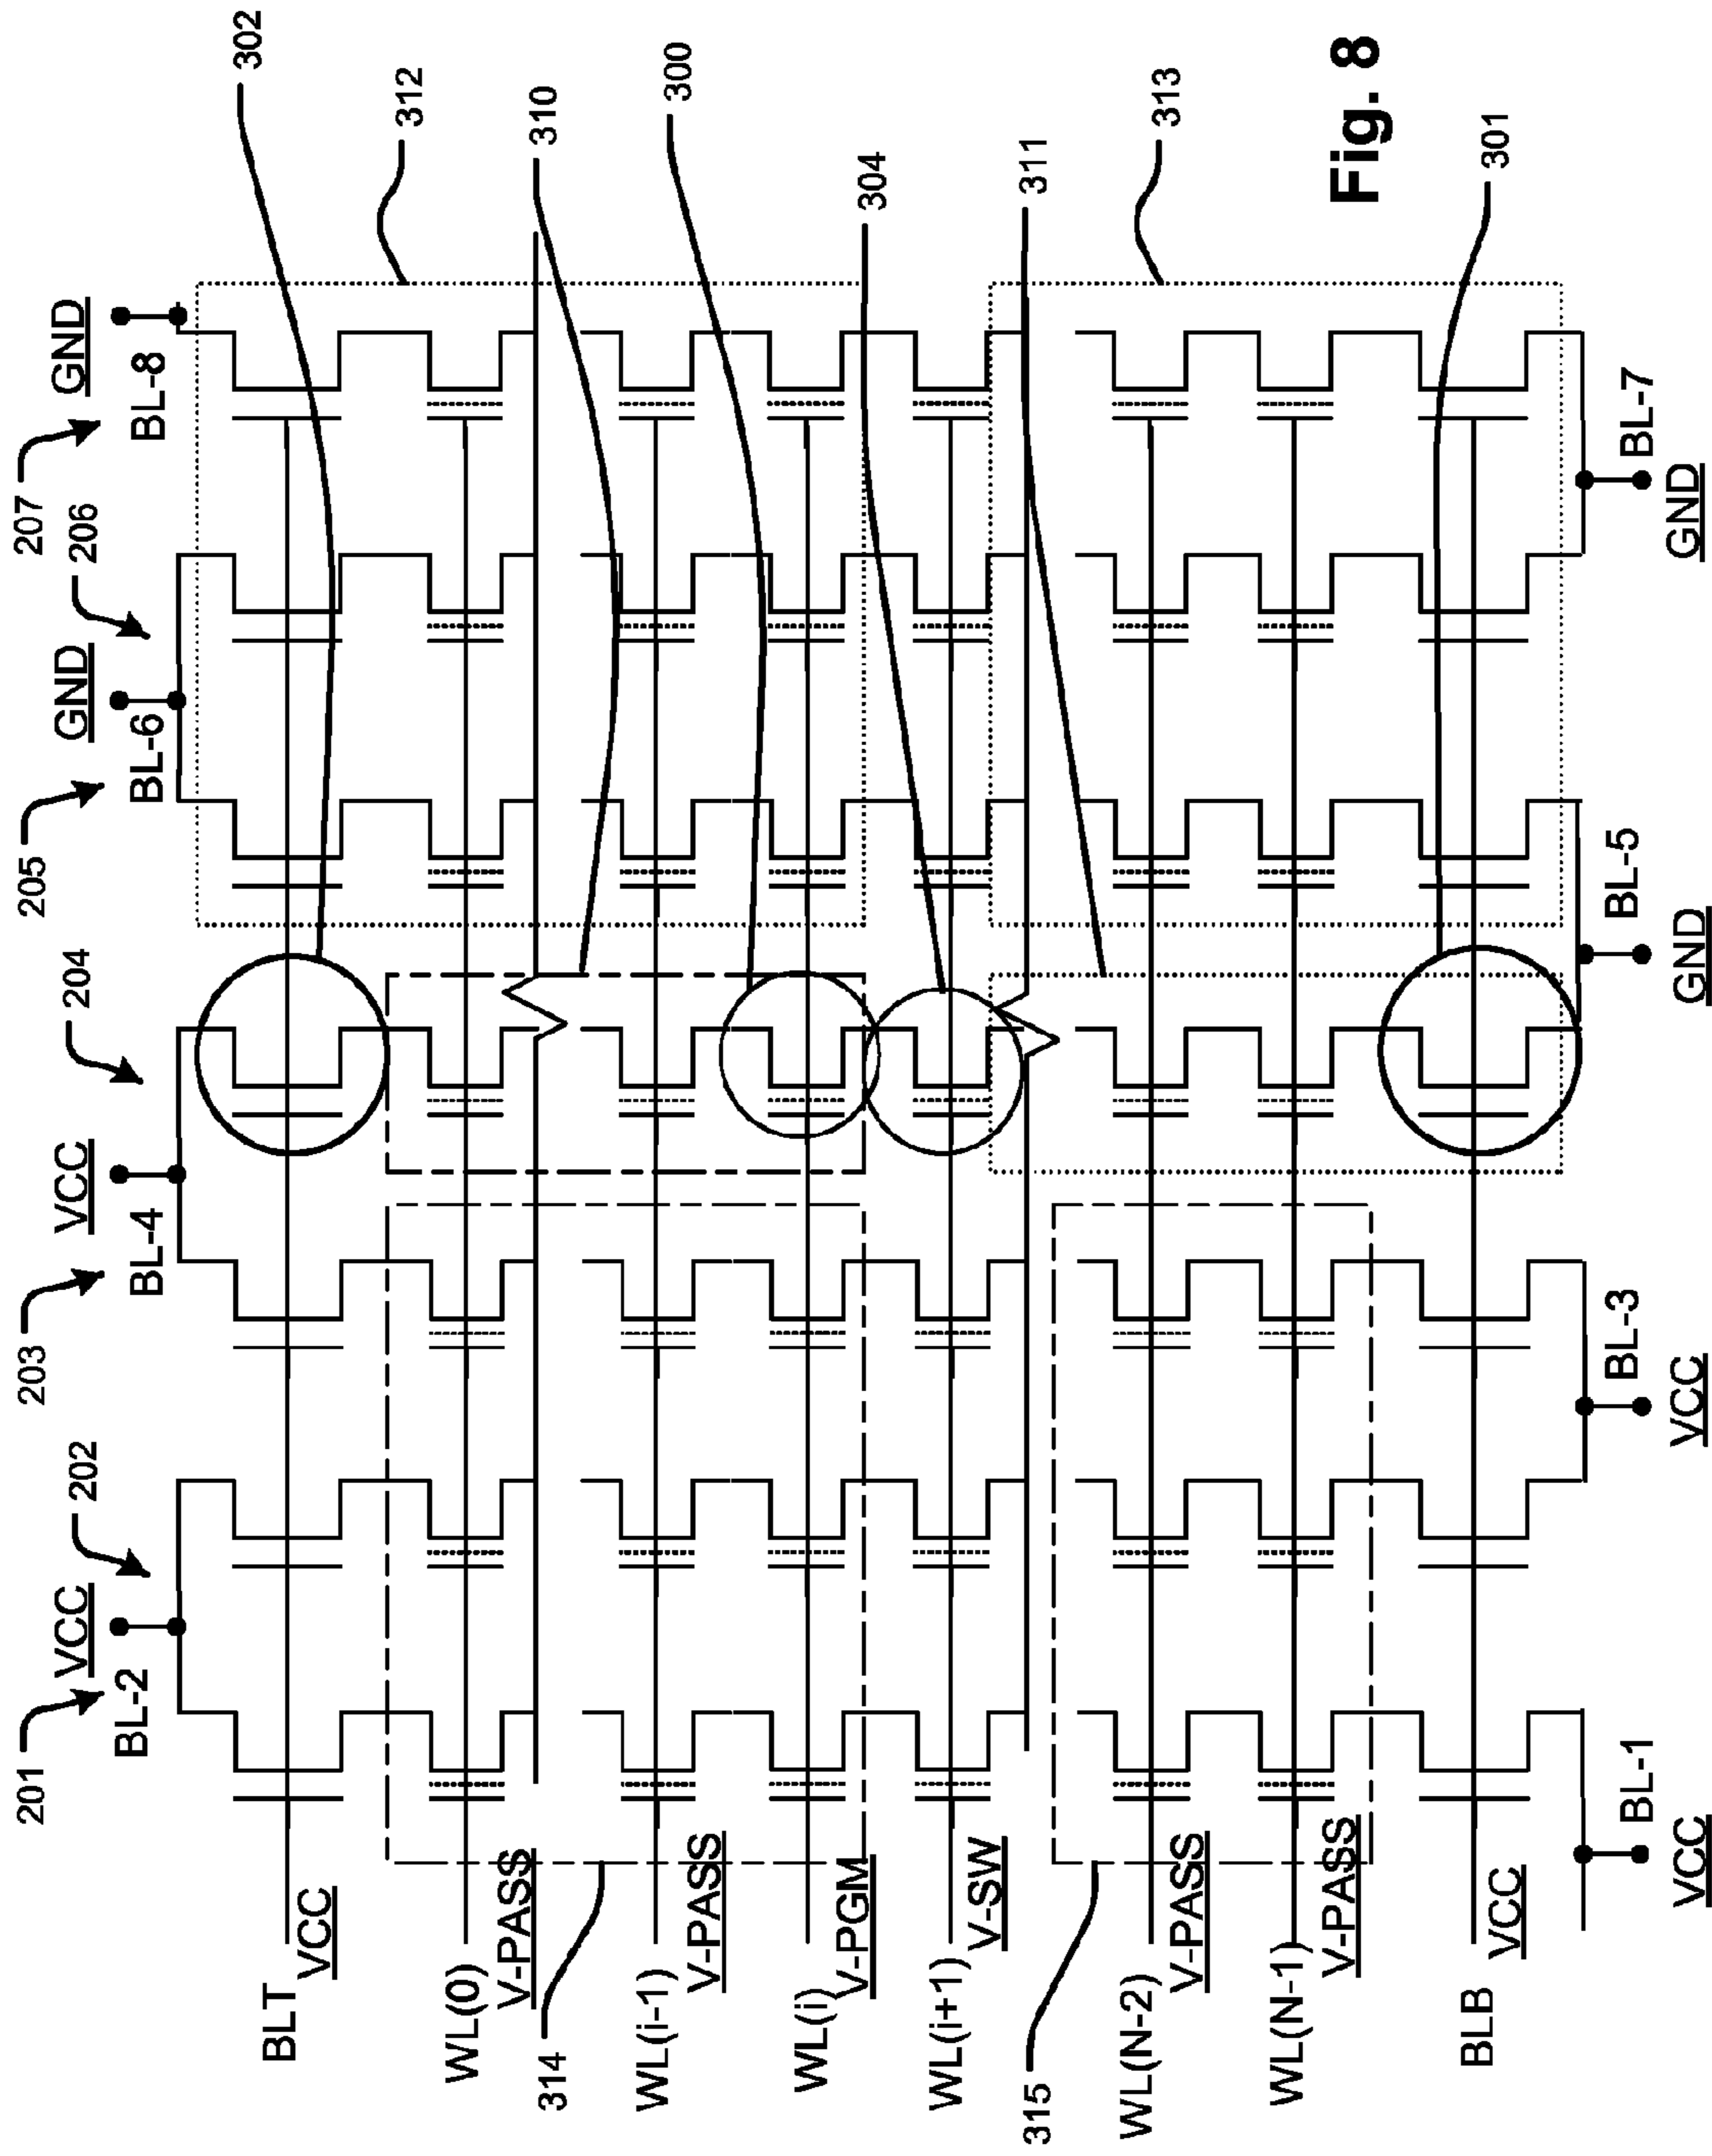 201
202
203
204
205
206
207
VCC
VCC
GND
GND
BL-2
BL-4
BL-6
BL-8
302
312
310
300
304
311
313
301
BLT
VCC
WL(0)
V-PASS
314
WL(i-1)
V-PASS
WL(i)
V-PGM
WL(i+1)
V-SW
315
WL(N-2)
V-PASS
WL(N-1)
V-PASS
BLB
VCC
BL-1
BL-3
BL-5
BL-7
VCC
VCC
GND
GND
Fig. 8